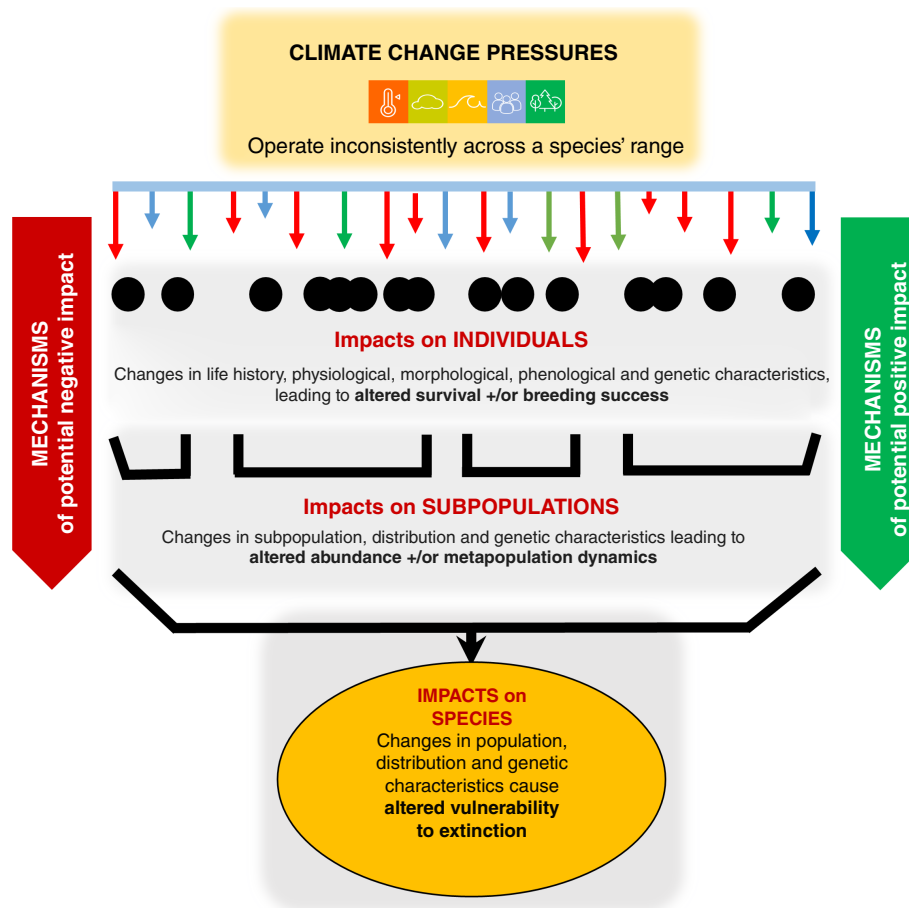 CLIMATE CHANGE PRESSURES
Operate inconsistently across a species’ range
MECHANISMS
of potential negative impact
MECHANISMS
of potential positive impact
Impacts on INDIVIDUALS
Changes in life history, physiological, morphological, phenological and genetic characteristics,
leading to altered survival +/or breeding success
Impacts on SUBPOPULATIONS
Changes in subpopulation, distribution and genetic characteristics leading to
altered abundance +/or metapopulation dynamics
IMPACTS on
SPECIES
Changes in population,
distribution and genetic
characteristics cause
altered vulnerability
to extinction